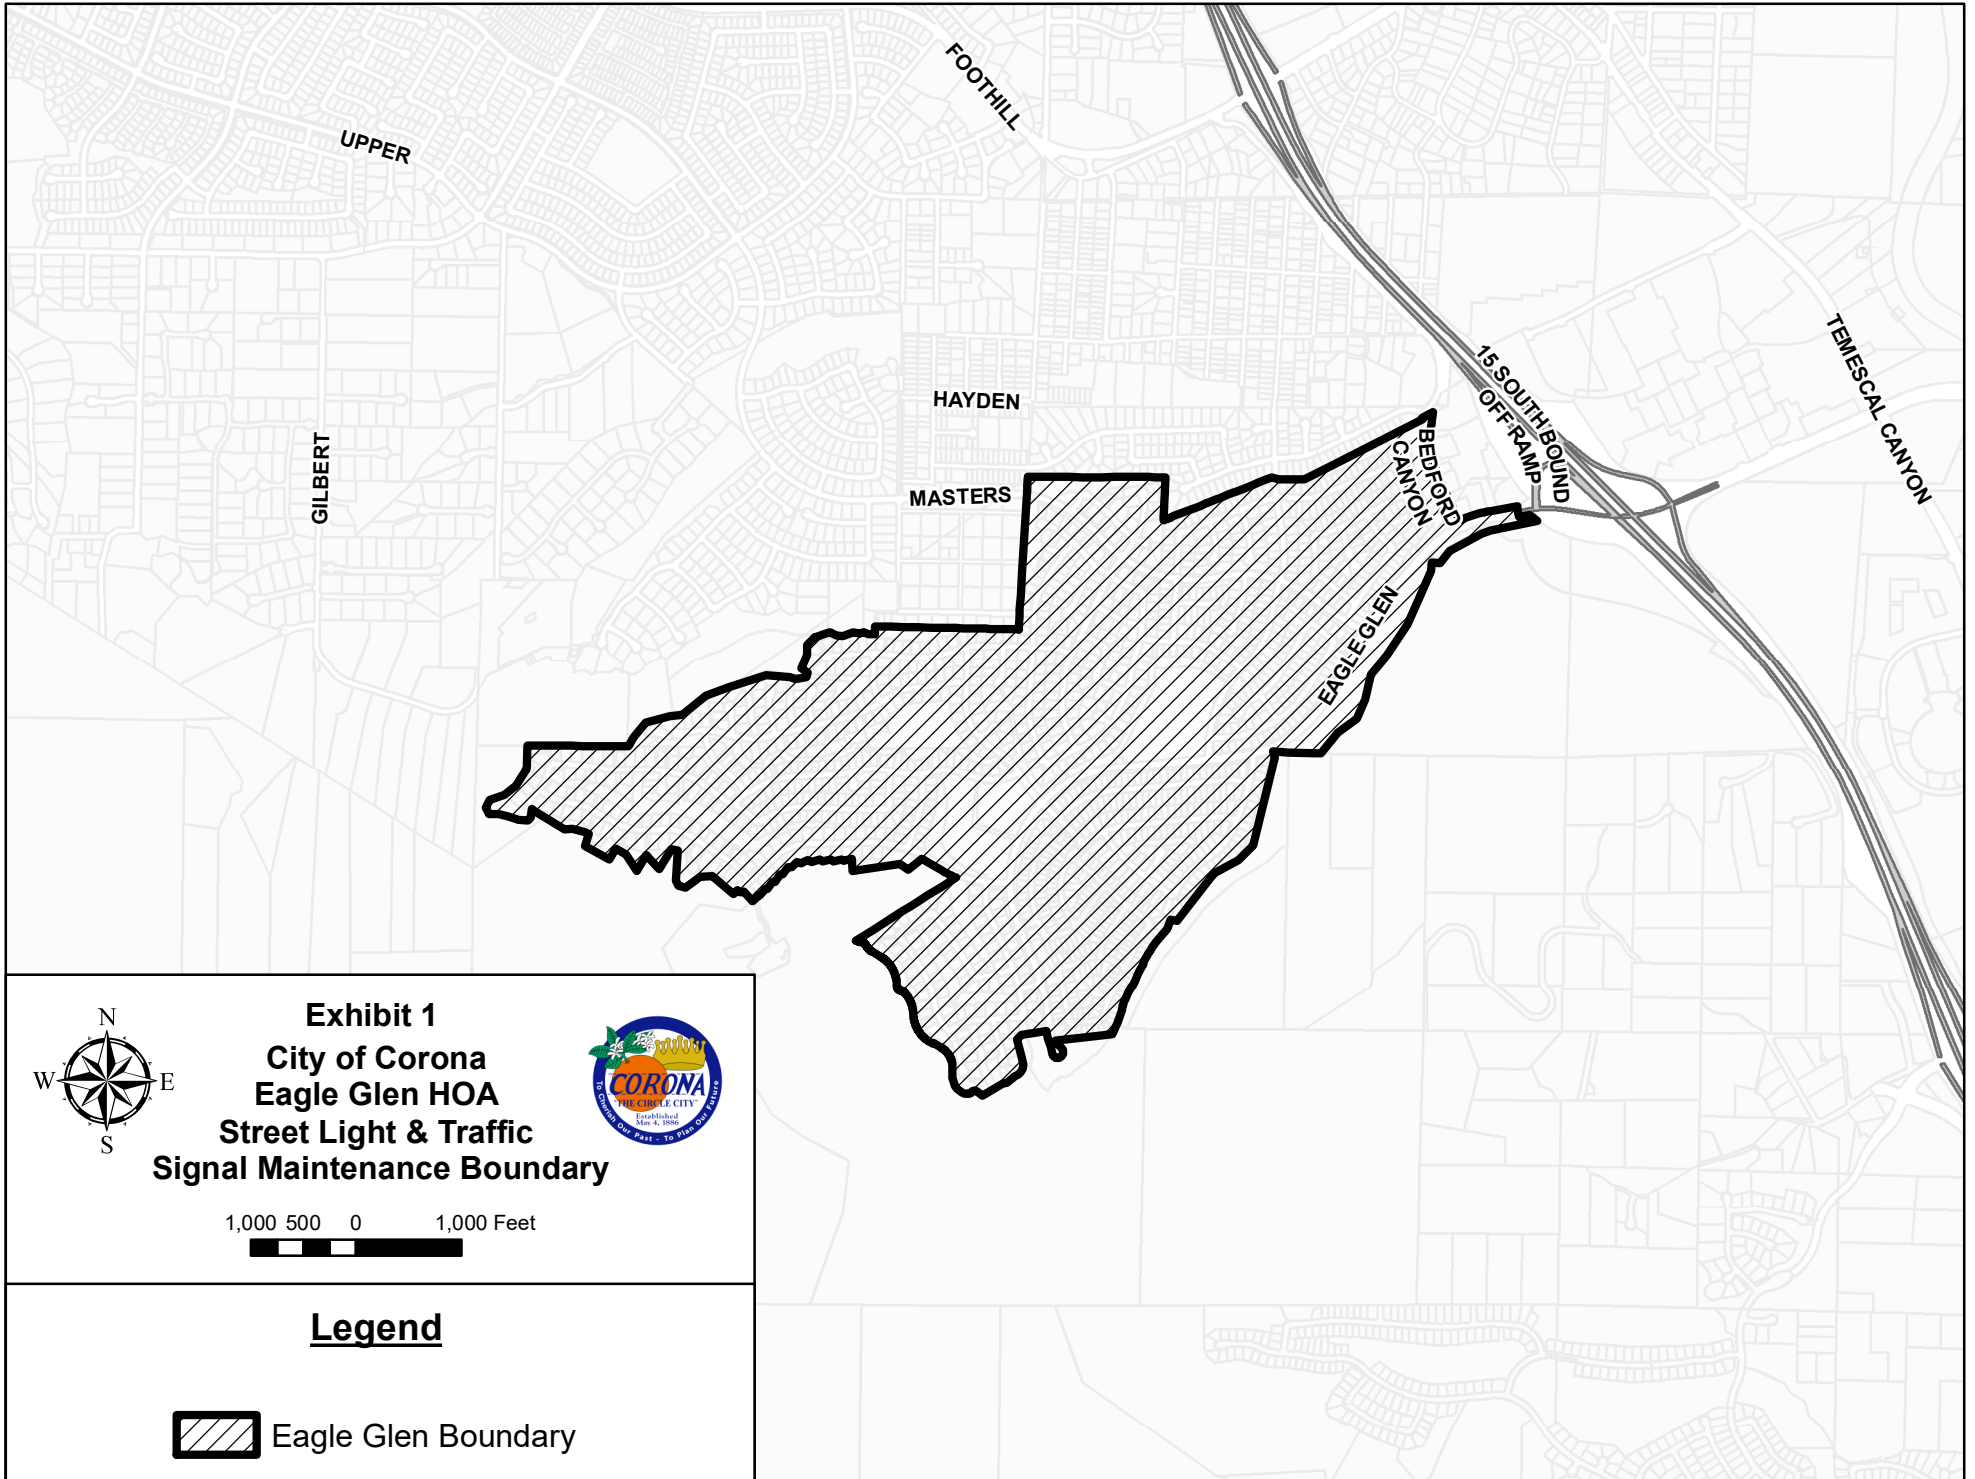 FOOTHILL
UPPER
15 SOUTH BOUND
OFF RAMP
TEMESCAL CANYON
HAYDEN
BEDFORD
CANYON
GILBERT
MASTERS
EAGLE GLEN
N
W E
S
Exhibit 1
City of Corona
Eagle Glen HOA
Street Light & Traffic
Signal Maintenance Boundary
CORONA
"THE CIRCLE CITY"
Established
May 4, 1886
To Cherish Our Past - To Plan Our Future
1,000 500 0 1,000 Feet
Legend
Eagle Glen Boundary